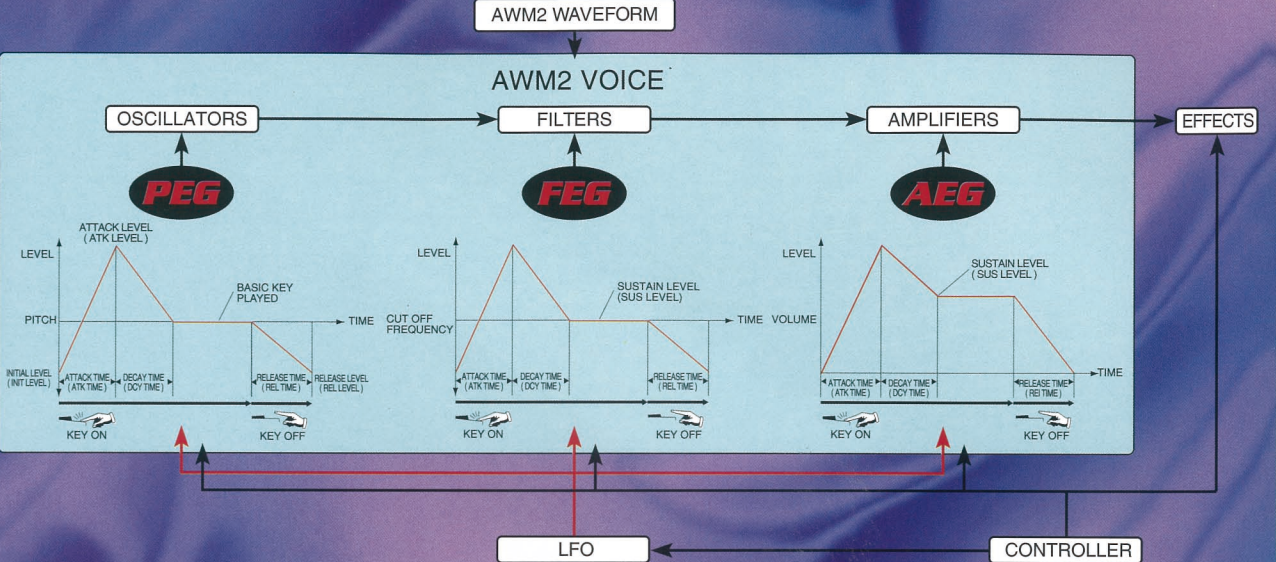 AWM2 WAVEFORM
AWM2 VOICE
OSCILLATORS
FILTERS
AMPLIFIERS
EFFECTS
PEG
FEG
AEG
ATTACK LEVEL
( ATK LEVEL )
LEVEL
BASIC KEY
PLAYED
PITCH
TIME
INITIAL LEVEL
( INIT LEVEL )
ATTACK TIME
( ATK TIME )
DECAY TIME
(DCY TIME )
RELEASE TIME
( REL TIME )
RELEASE LEVEL
( REL LEVEL )
KEY ON
KEY OFF
LEVEL
SUSTAIN LEVEL
(SUS LEVEL)
CUT OFF
FREQUENCY
TIME
ATTACK TIME
( ATK TIME )
DECAY TIME
( DCY TIME )
RELEASE TIME
( REL TIME )
KEY ON
KEY OFF
LEVEL
SUSTAIN LEVEL
( SUS LEVEL )
VOLUME
TIME
ATTACK TIME
( ATK TIME )
DECAY TIME
( DCY TIME )
RELEASE TIME
( REl TIME )
KEY ON
KEY OFF
LFO
CONTROLLER